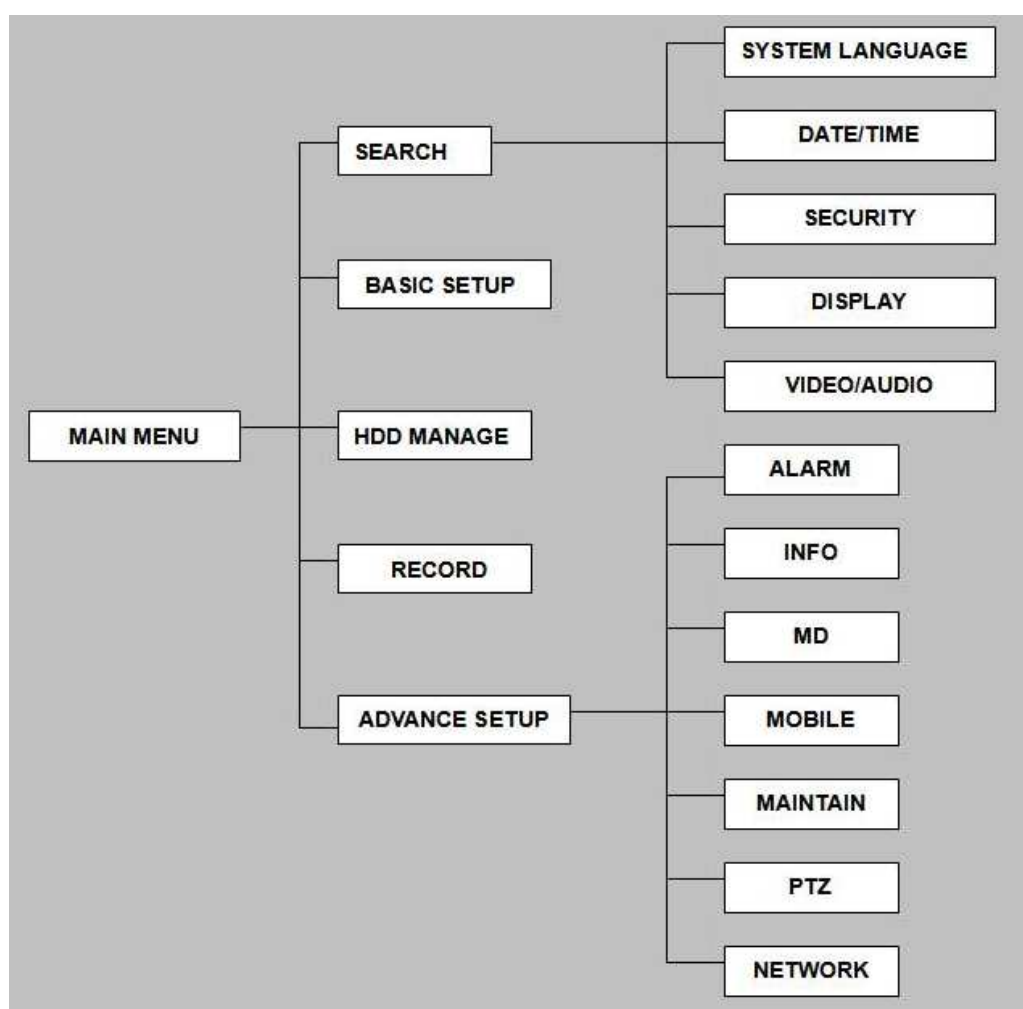 MAIN MENU
SEARCH
BASIC SETUP
HDD MANAGE
RECORD
ADVANCE SETUP
SYSTEM LANGUAGE
DATE/TIME
SECURITY
DISPLAY
VIDEO/AUDIO
ALARM
INFO
MD
MOBILE
MAINTAIN
PTZ
NETWORK